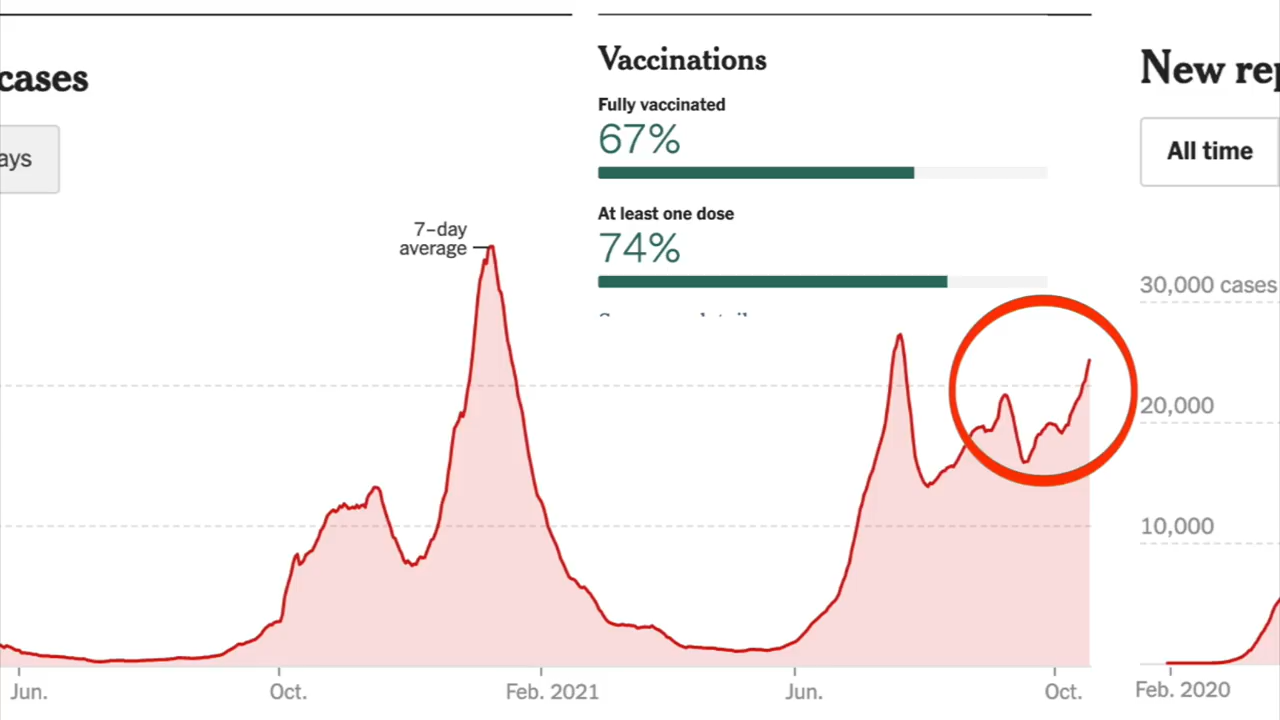 cases
ays
7-day
average
Jun.
Oct.
Feb. 2021
Jun.
Oct.
Vaccinations
Fully vaccinated
67%
At least one dose
74%
New rep
All time
30,000 cases
20,000
10,000
Feb. 2020